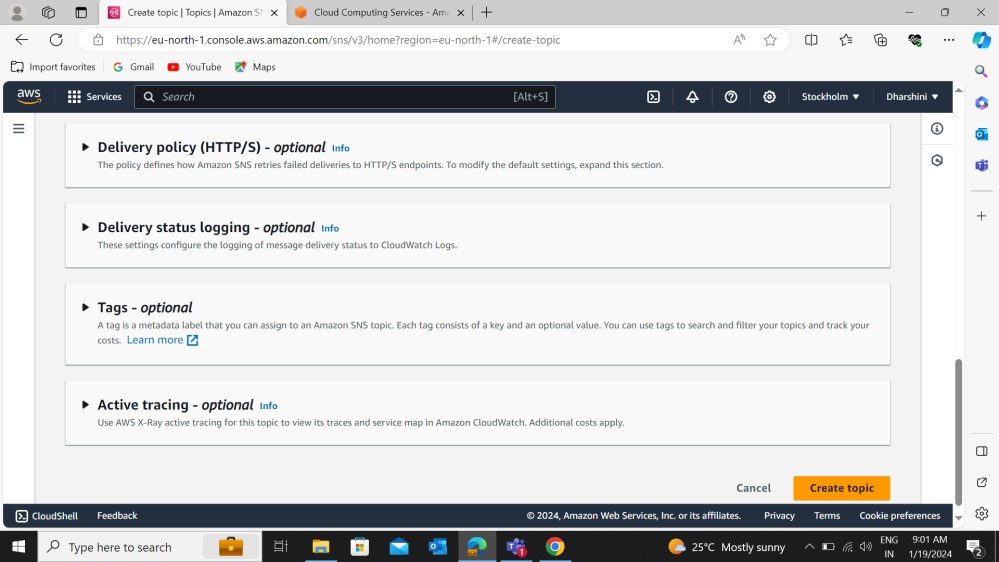 Create topic | Topics | Amazon S
Cloud Computing Services - Ama
https://eu-north-1.console.aws.amazon.com/sns/v3/home?region=eu-north-1#/create-topic
Import favorites
Gmail
YouTube
Maps
aws
Services
Search
[Alt+S]
Stockholm
Dharshini
Delivery policy (HTTP/S) - optional Info
The policy defines how Amazon SNS retries failed deliveries to HTTP/S endpoints. To modify the default settings, expand this section.
Delivery status logging - optional Info
These settings configure the logging of message delivery status to CloudWatch Logs.
Tags - optional
A tag is a metadata label that you can assign to an Amazon SNS topic. Each tag consists of a key and an optional value. You can use tags to search and filter your topics and track your
costs. Learn more
Active tracing - optional Info
Use AWS X-Ray active tracing for this topic to view its traces and service map in Amazon CloudWatch. Additional costs apply.
Cancel
Create topic
CloudShell
Feedback
© 2024, Amazon Web Services, Inc. or its affiliates.
Privacy
Terms
Cookie preferences
Type here to search
25°C Mostly sunny
ENG
IN
9:01 AM
1/19/2024
2